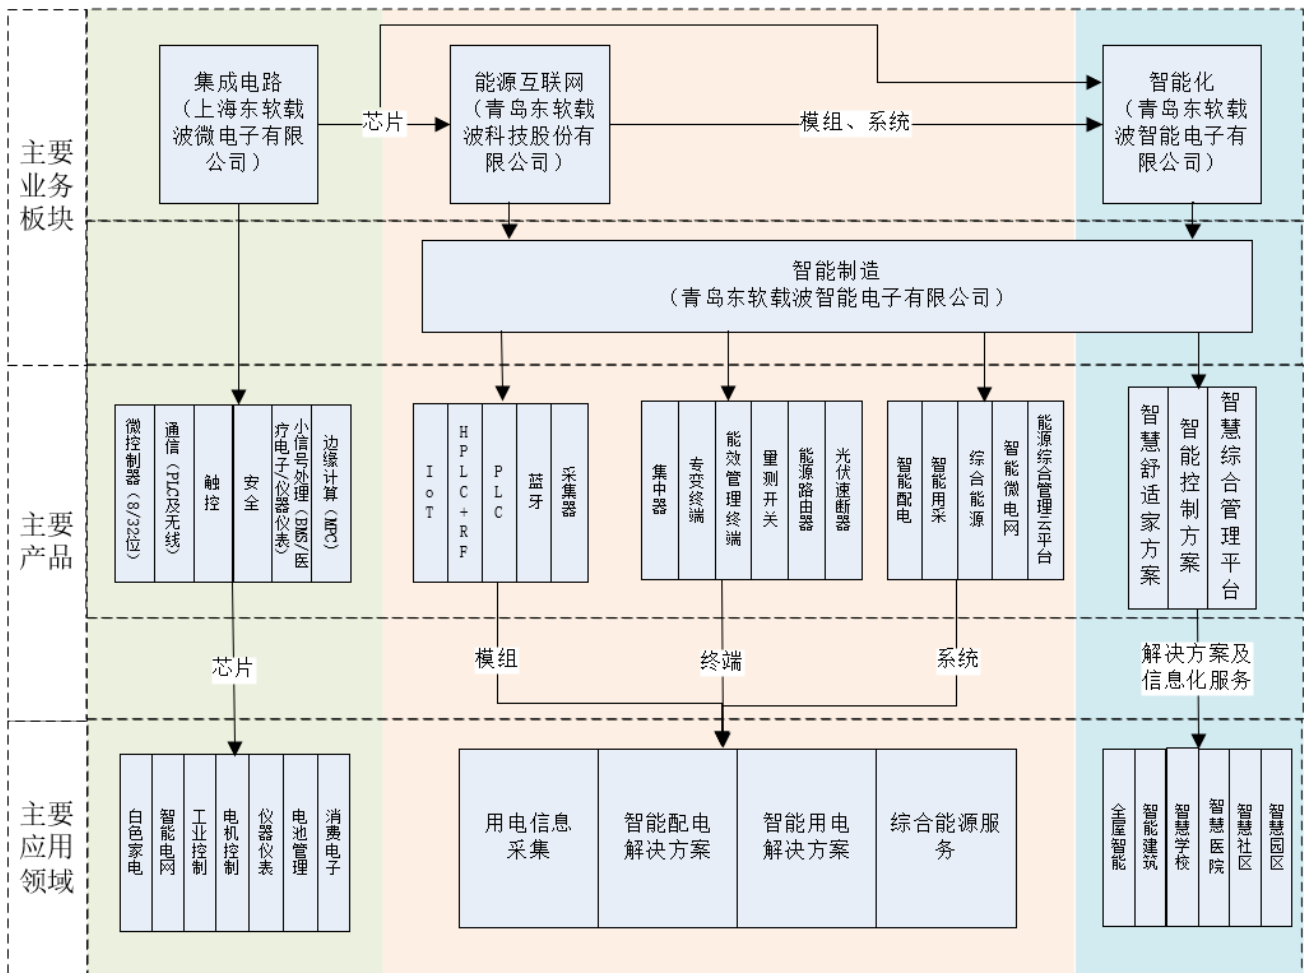 主要
业务
板块
集成电路
（上海东软载
波微电子有限
公司）
芯片
能源互联网
（青岛东软载
波科技股份有
限公司）
模组、系统
智能化
（青岛东软载
波智能电子有
限公司）
智能制造
（青岛东软载波智能电子有限公司）
主要
产品
微控制器（8/32位）
通信（PLC及无线）
触控
安全
小信号处理（BMS/医
疗电子/仪器仪表）
边缘计算（MPC）
IoT
HPLC+RF
PLC
蓝牙
采集器
集中器
专变终端
能效管理终端
量测开关
能源路由器
光伏速断器
智能配电
智能用采
综合能源
智能微电网
能源综合管理云平台
智慧舒适家方案
智能控制方案
智慧综合管理平台
芯片
模组
终端
系统
解决方案及
信息化服务
主要
应用
领域
白色家电
智能电网
工业控制
电机控制
仪器仪表
电池管理
消费电子
用电信息
采集
智能配电
解决方案
智能用电
解决方案
综合能源服
务
全屋智能
智能建筑
智慧学校
智慧医院
智慧社区
智慧园区